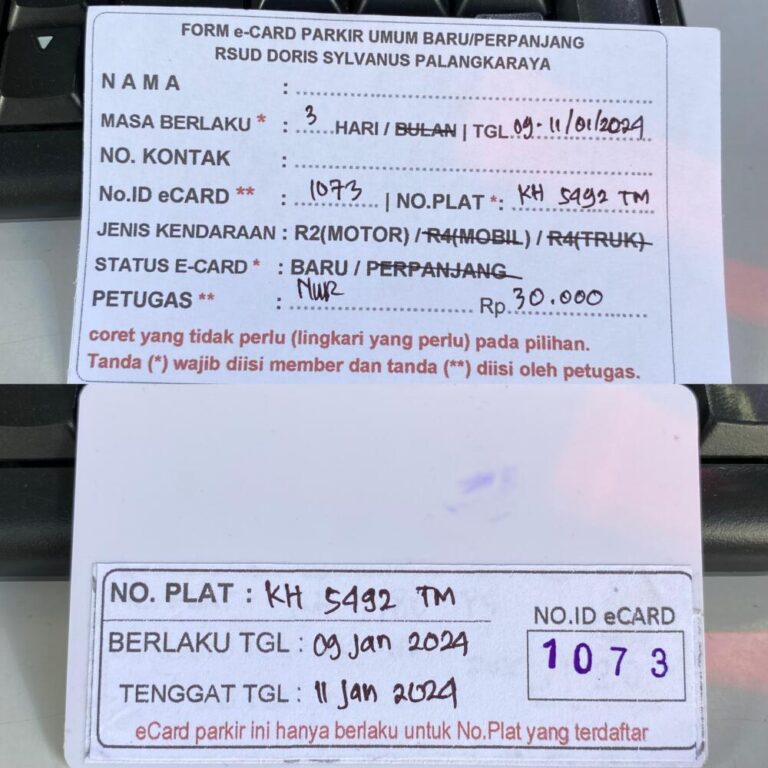 FORM e-CARD PARKIR UMUM BARU/PERPANJANG
RSUD DORIS SYLVANUS PALANGKARAYA
NAMA :
MASA BERLAKU * : 3 HARI / BULAN | TGL 09-11/01/2024
NO. KONTAK :
No.ID eCARD ** : 1073 | NO.PLAT *: KH 5492 TM
JENIS KENDARAAN : R2(MOTOR) / R4(MOBIL) / R4(TRUK)
STATUS E-CARD * : BARU / PERPANJANG
PETUGAS ** : NUR Rp. 30.000
coret yang tidak perlu (lingkari yang perlu) pada pilihan.
Tanda (*) wajib diisi member dan tanda (**) diisi oleh petugas.
NO. PLAT : KH 5492 TM
NO.ID eCARD
BERLAKU TGL : 09 Jan 2024
1073
TENGGAT TGL : 11 Jan 2024
eCard parkir ini hanya berlaku untuk No.Plat yang terdaftar